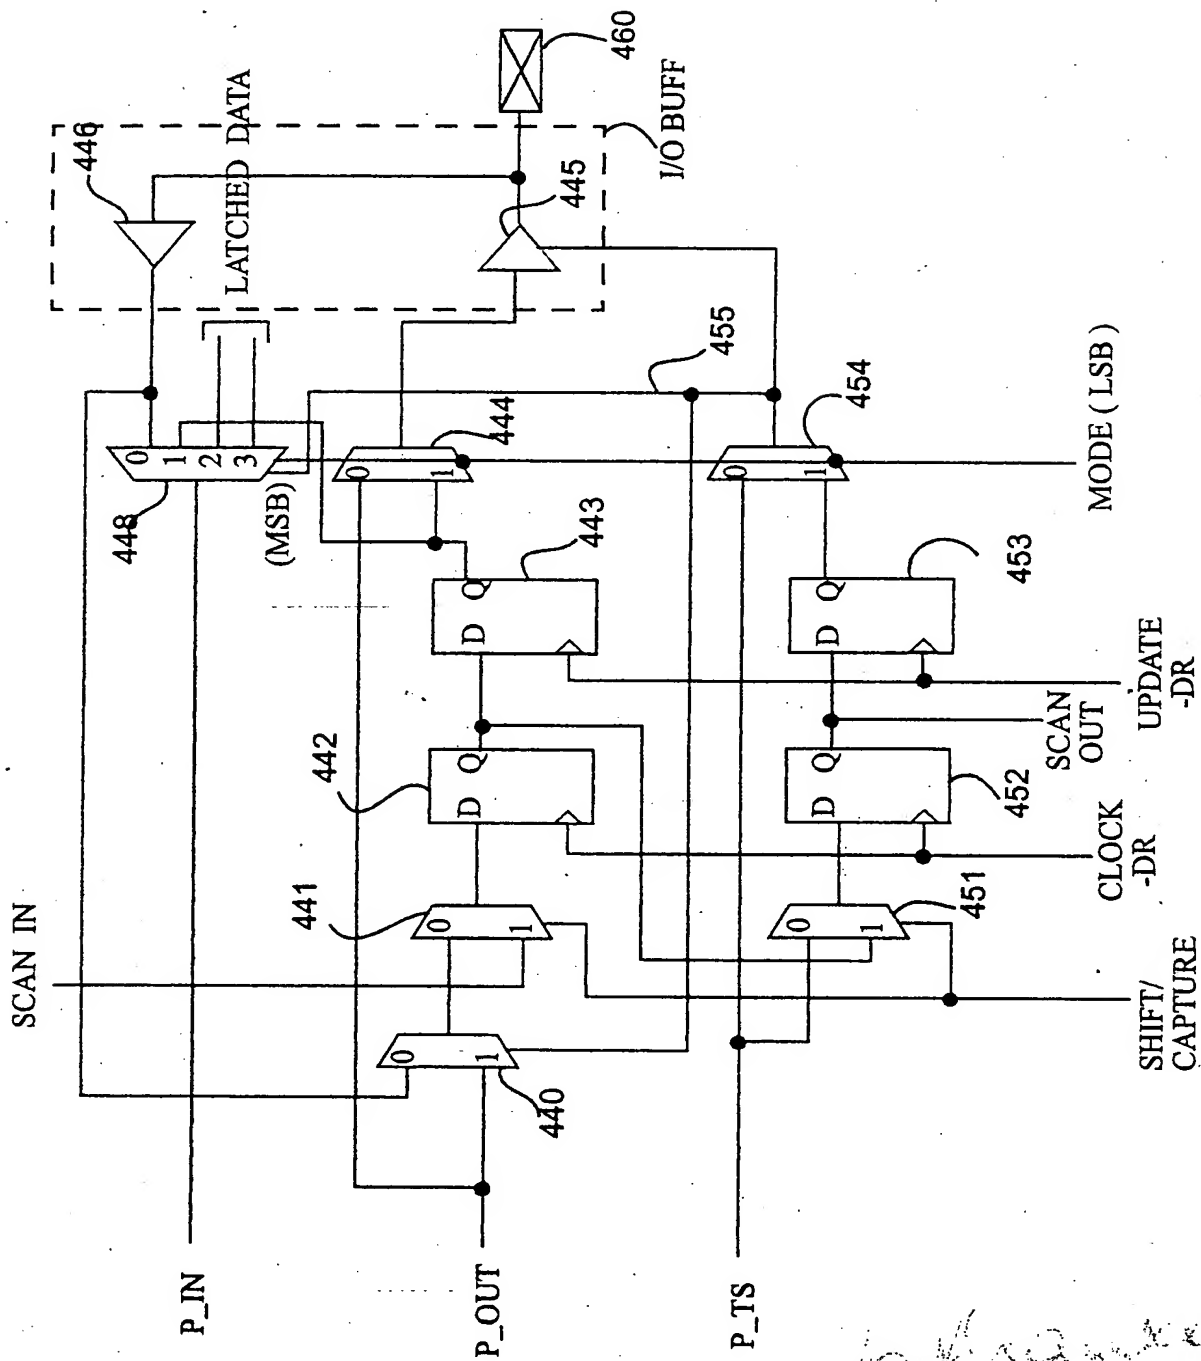 P_IN
SCAN IN
448
0
1
2
3
(MSB)
446
LATCHED DATA
P_OUT
440
0
1
441
0
1
442
D Q
443
D Q
444
0
1
445
460
I/O BUFF
455
P_TS
451
0
1
452
D Q
453
D Q
454
0
1
SHIFT/
CAPTURE
CLOCK
-DR
SCAN
OUT
UPDATE
-DR
MODE ( LSB )